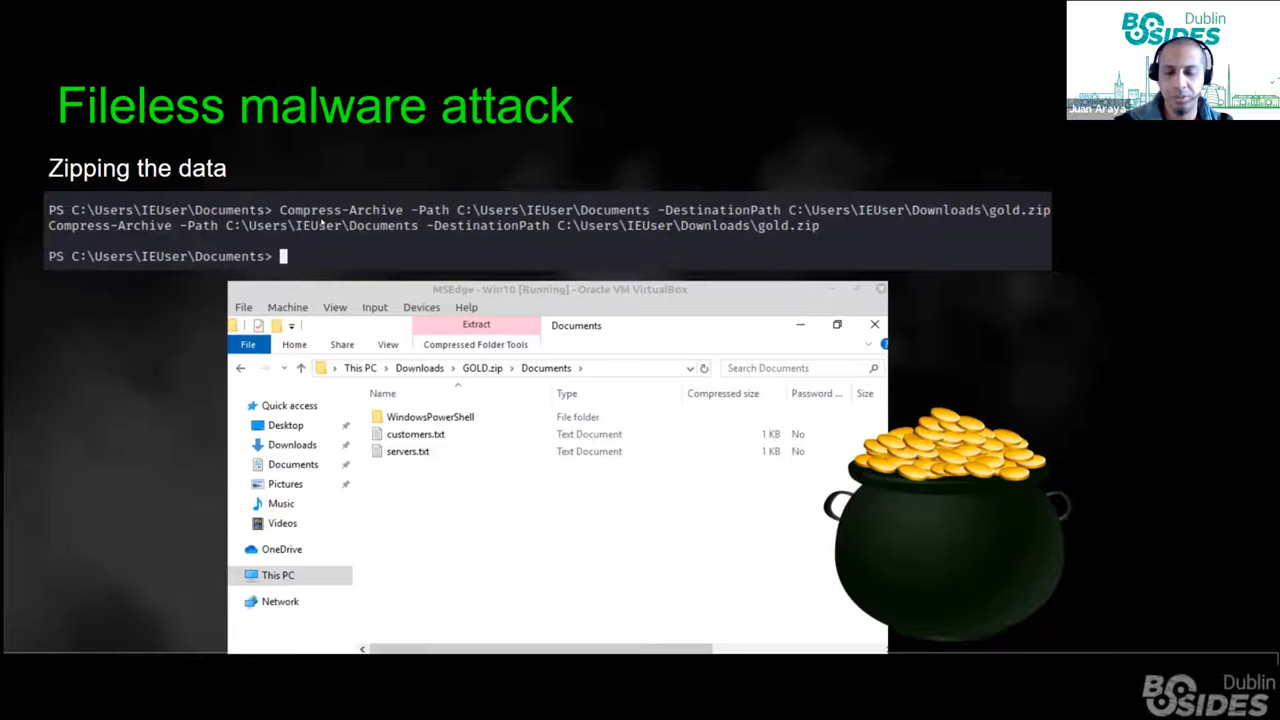 BSIDES Dublin
Juan Araya
Fileless malware attack
Zipping the data
PS C:\Users\IEUser\Documents> Compress-Archive -Path C:\Users\IEUser\Documents -DestinationPath C:\Users\IEUser\Downloads\gold.zip
Compress-Archive -Path C:\Users\IEUser\Documents -DestinationPath C:\Users\IEUser\Downloads\gold.zip
PS C:\Users\IEUser\Documents>
MSEdge - Win10 [Running] - Oracle VM VirtualBox
File Machine View Input Devices Help
Extract Documents
File Home Share View Compressed Folder Tools
This PC > Downloads > GOLD.zip > Documents > Search Documents
Name Type Compressed size Password ... Size
Quick access
Desktop
Downloads
Documents
Pictures
Music
Videos
OneDrive
This PC
Network
WindowsPowerShell File folder
customers.txt Text Document 1 KB No
servers.txt Text Document 1 KB No
BSIDES Dublin